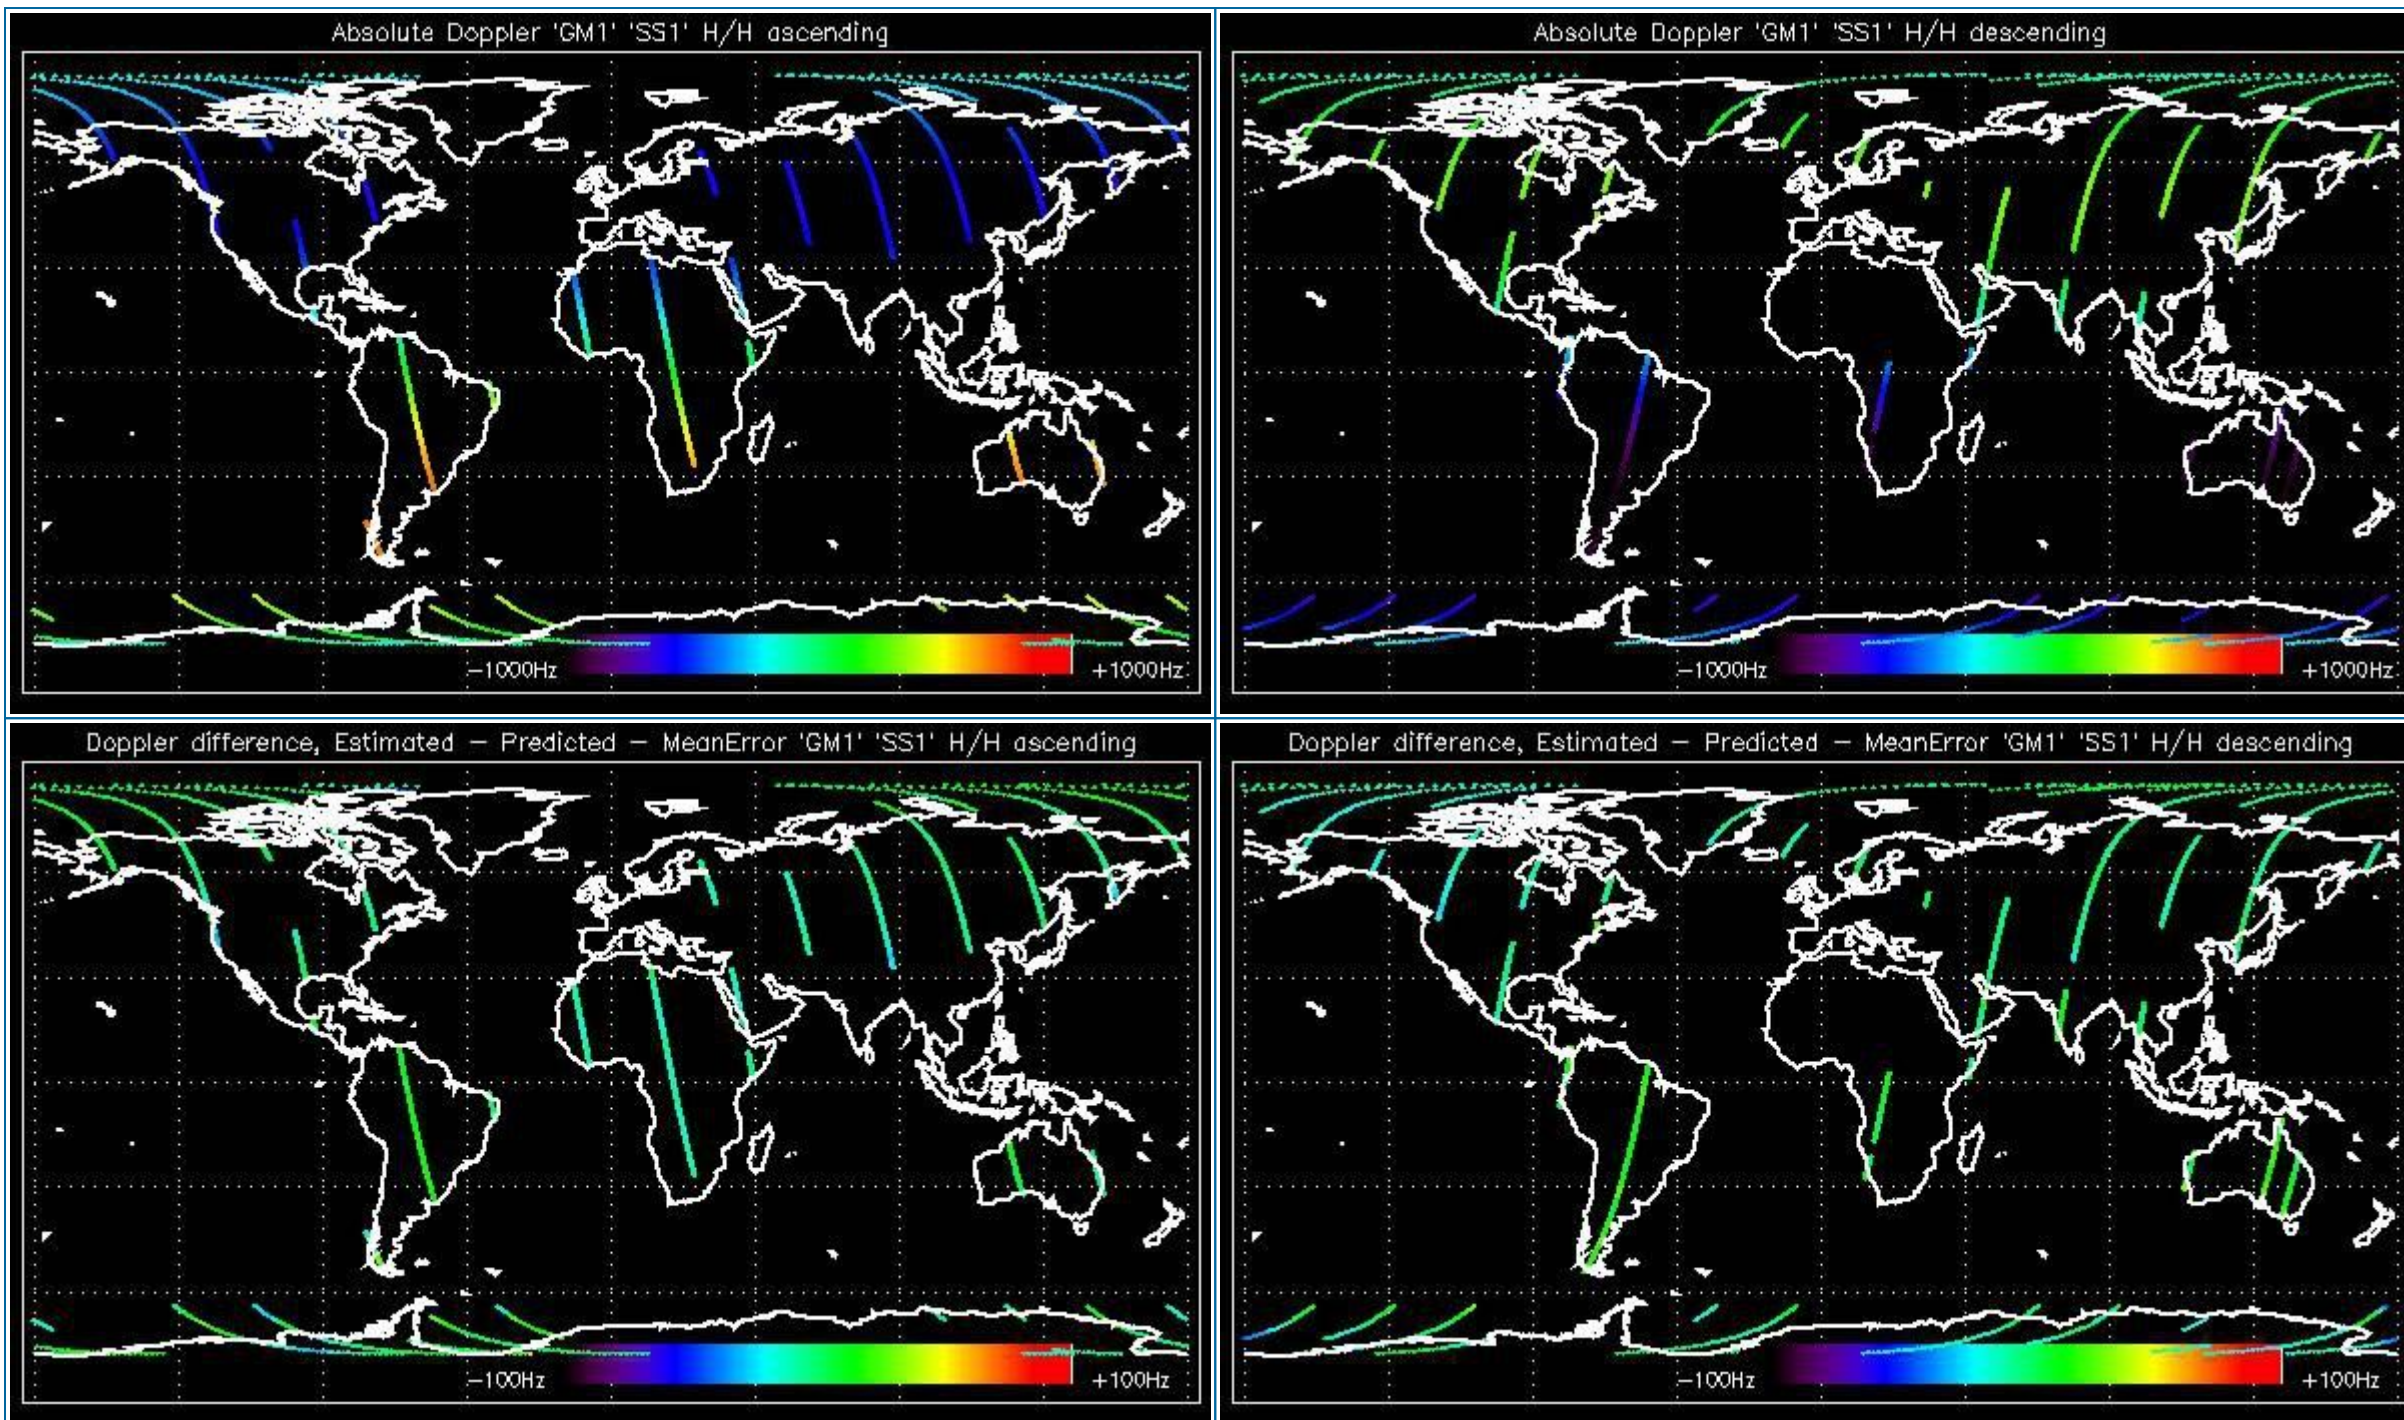 Absolute Doppler 'GM1' 'SS1' H/H ascending
−1000Hz
+1000Hz
Absolute Doppler 'GM1' 'SS1' H/H descending
−1000Hz
+1000Hz
Doppler difference, Estimated − Predicted − MeanError 'GM1' 'SS1' H/H ascending
−100Hz
+100Hz
Doppler difference, Estimated − Predicted − MeanError 'GM1' 'SS1' H/H descending
−100Hz
+100Hz